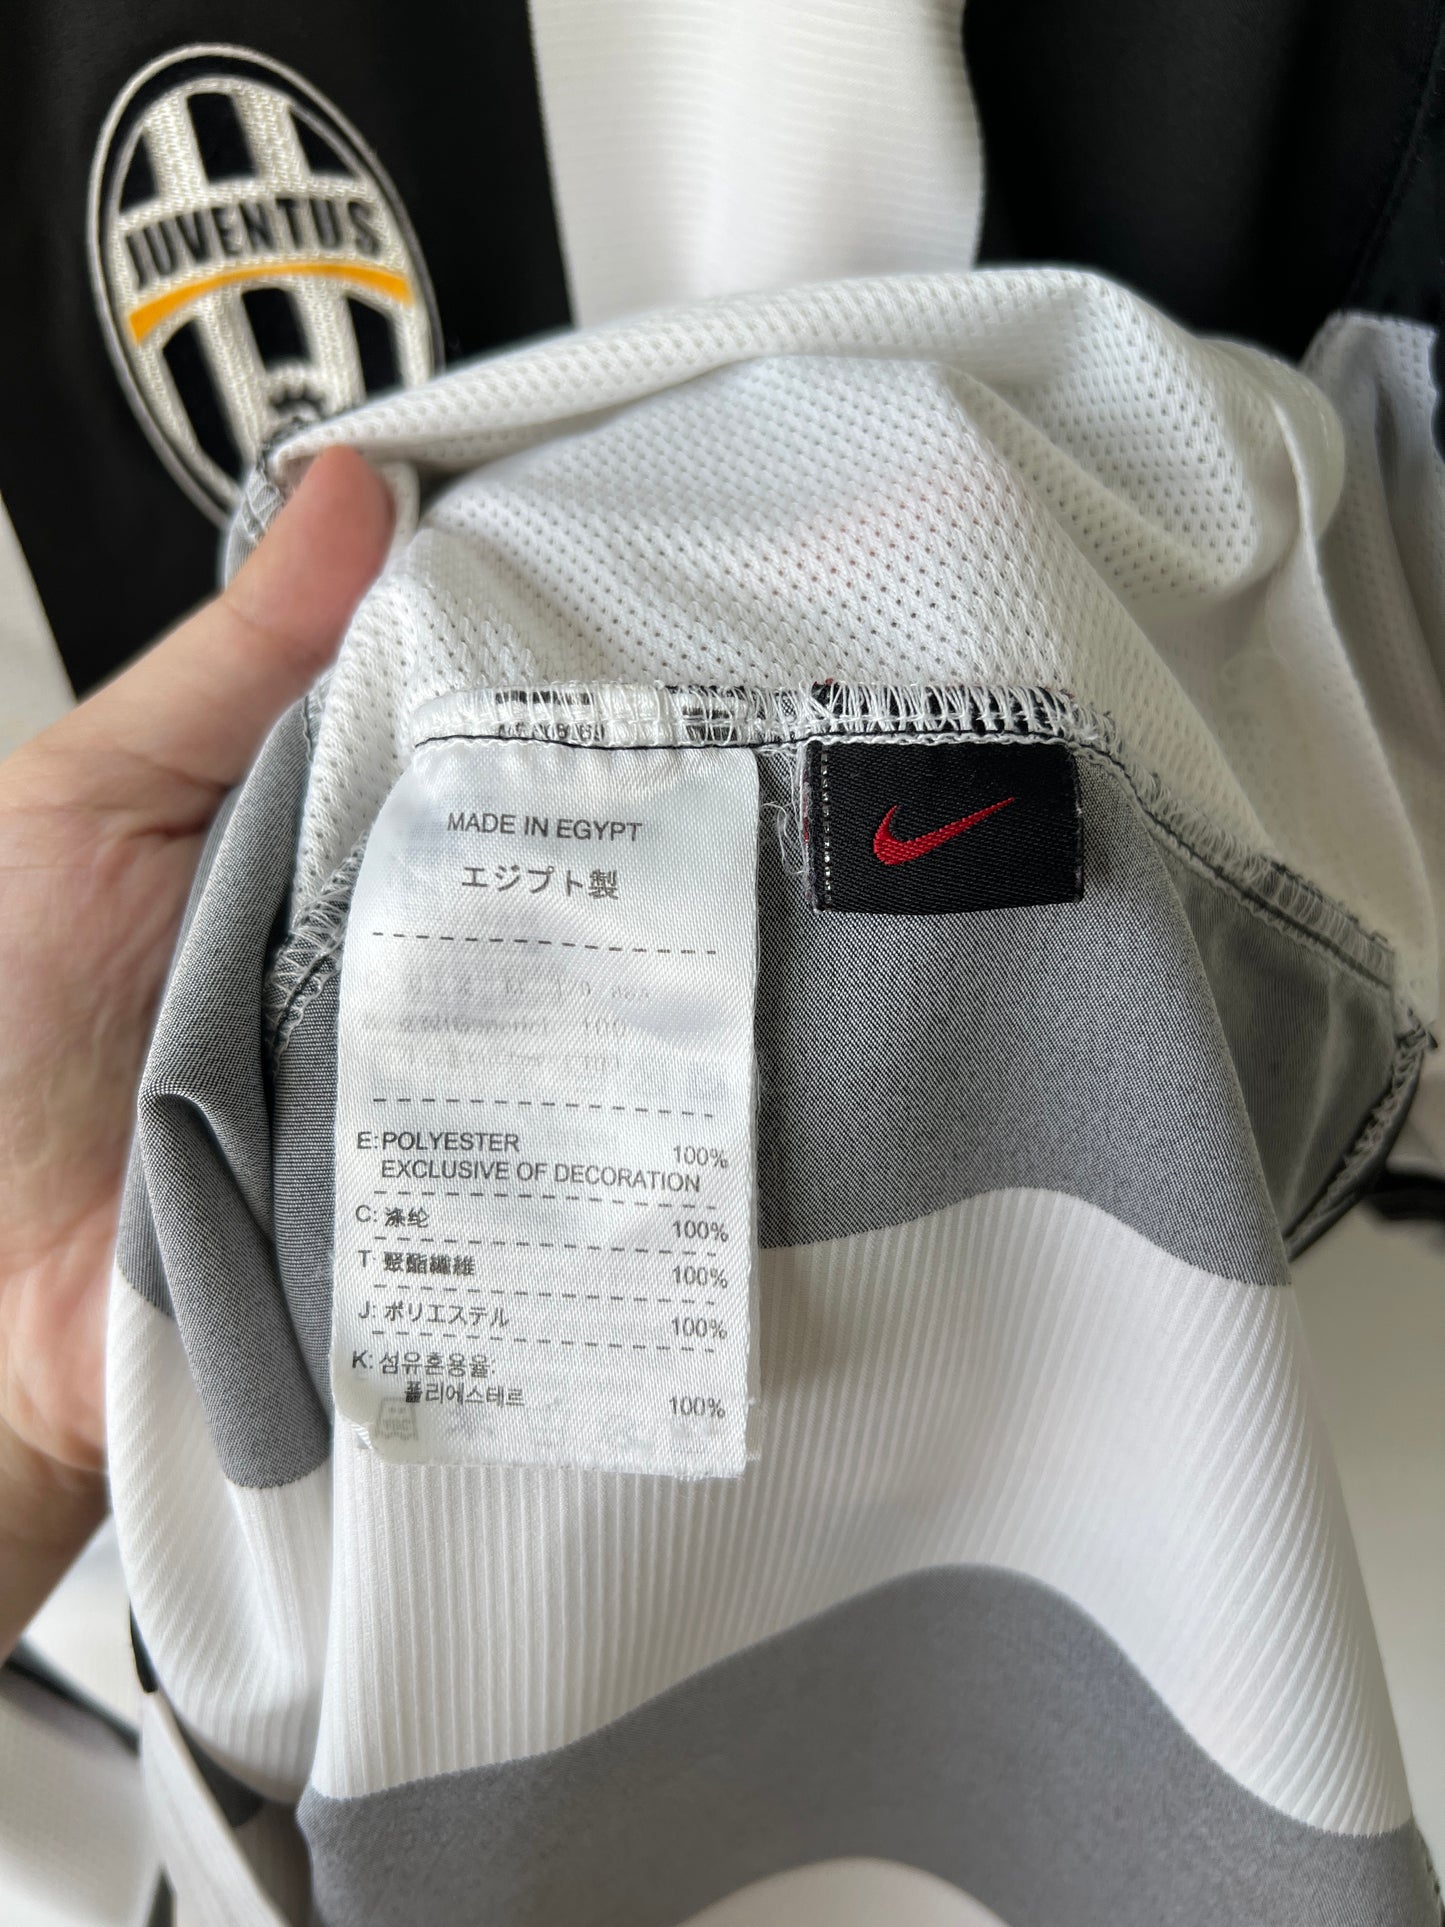 JUVENTUS
MADE IN EGYPT
エジプト製
E: POLYESTER 100%
EXCLUSIVE OF DECORATION
C: 涤纶 100%
T: 聚酯纖維 100%
J: ポリエステル 100%
K: 섬유혼용율:
폴리에스테르 100%